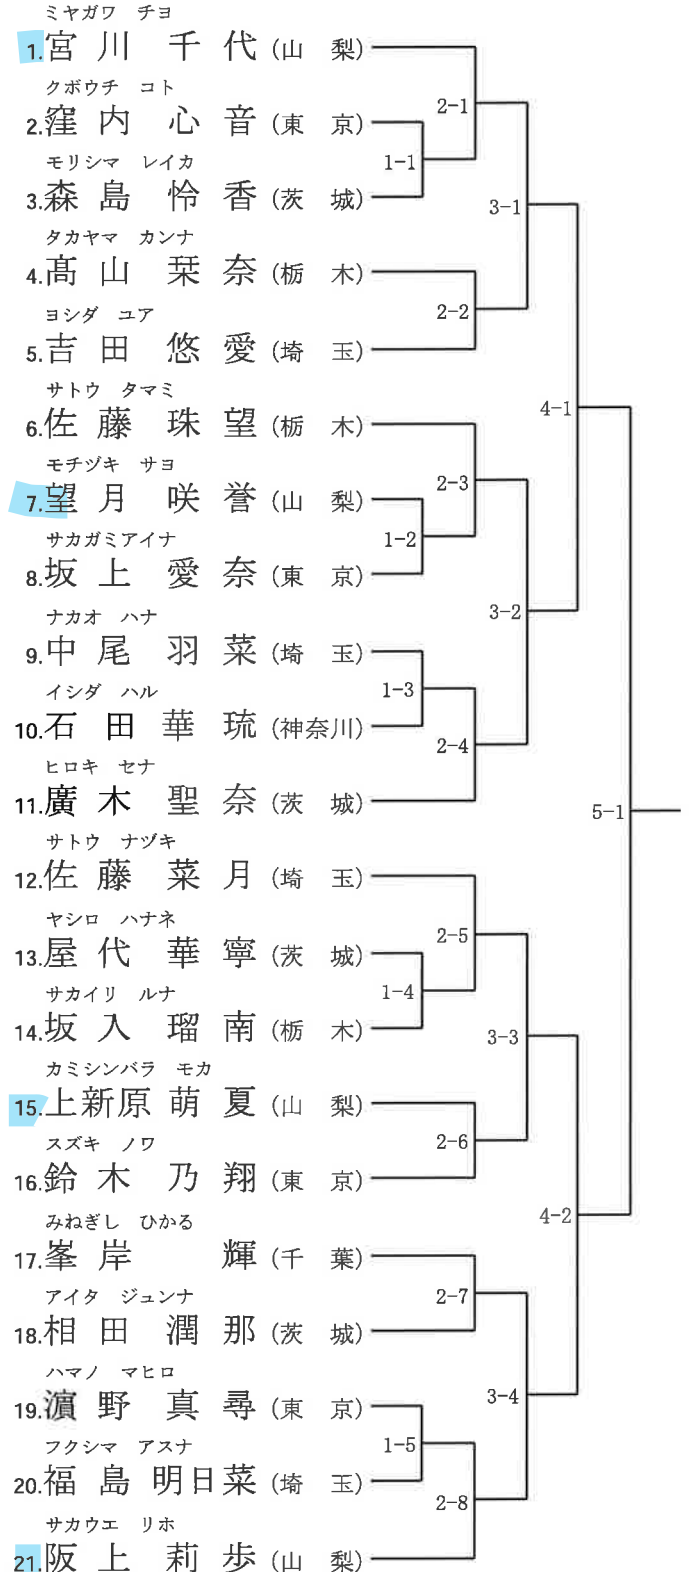 ミヤガワ チヨ
1.宮川 千代(山 梨)
クボウチ コト
2.窪内 心音(東 京)
モリシマ レイカ
3.森島 怜香(茨 城)
タカヤマ カンナ
4.髙山 栞奈(栃 木)
ヨシダ ユア
5.吉田 悠愛(埼 玉)
サトウ タマミ
6.佐藤 珠望(栃 木)
モチヅキ サヨ
7.望月 咲誉(山 梨)
サカガミアイナ
8.坂上 愛奈(東 京)
ナカオ ハナ
9.中尾 羽菜(埼 玉)
イシダ ハル
10.石田 華琉(神奈川)
ヒロキ セナ
11.廣木 聖奈(茨 城)
サトウ ナヅキ
12.佐藤 菜月(埼 玉)
ヤシロ ハナネ
13.屋代 華寧(茨 城)
サカイリ ルナ
14.坂入 瑠南(栃 木)
カミシンバラ モカ
15.上新原 萌夏(山 梨)
スズキ ノワ
16.鈴木 乃翔(東 京)
みねぎし ひかる
17.峯岸 輝(千 葉)
アイタ ジュンナ
18.相田 潤那(茨 城)
ハマノ マヒロ
19.濵野 真尋(東 京)
フクシマ アスナ
20.福島 明日菜(埼 玉)
サカウエ リホ
21.阪上 莉歩(山 梨)
2-1
1-1
3-1
2-2
4-1
2-3
1-2
3-2
1-3
2-4
5-1
2-5
1-4
3-3
2-6
4-2
2-7
3-4
1-5
2-8